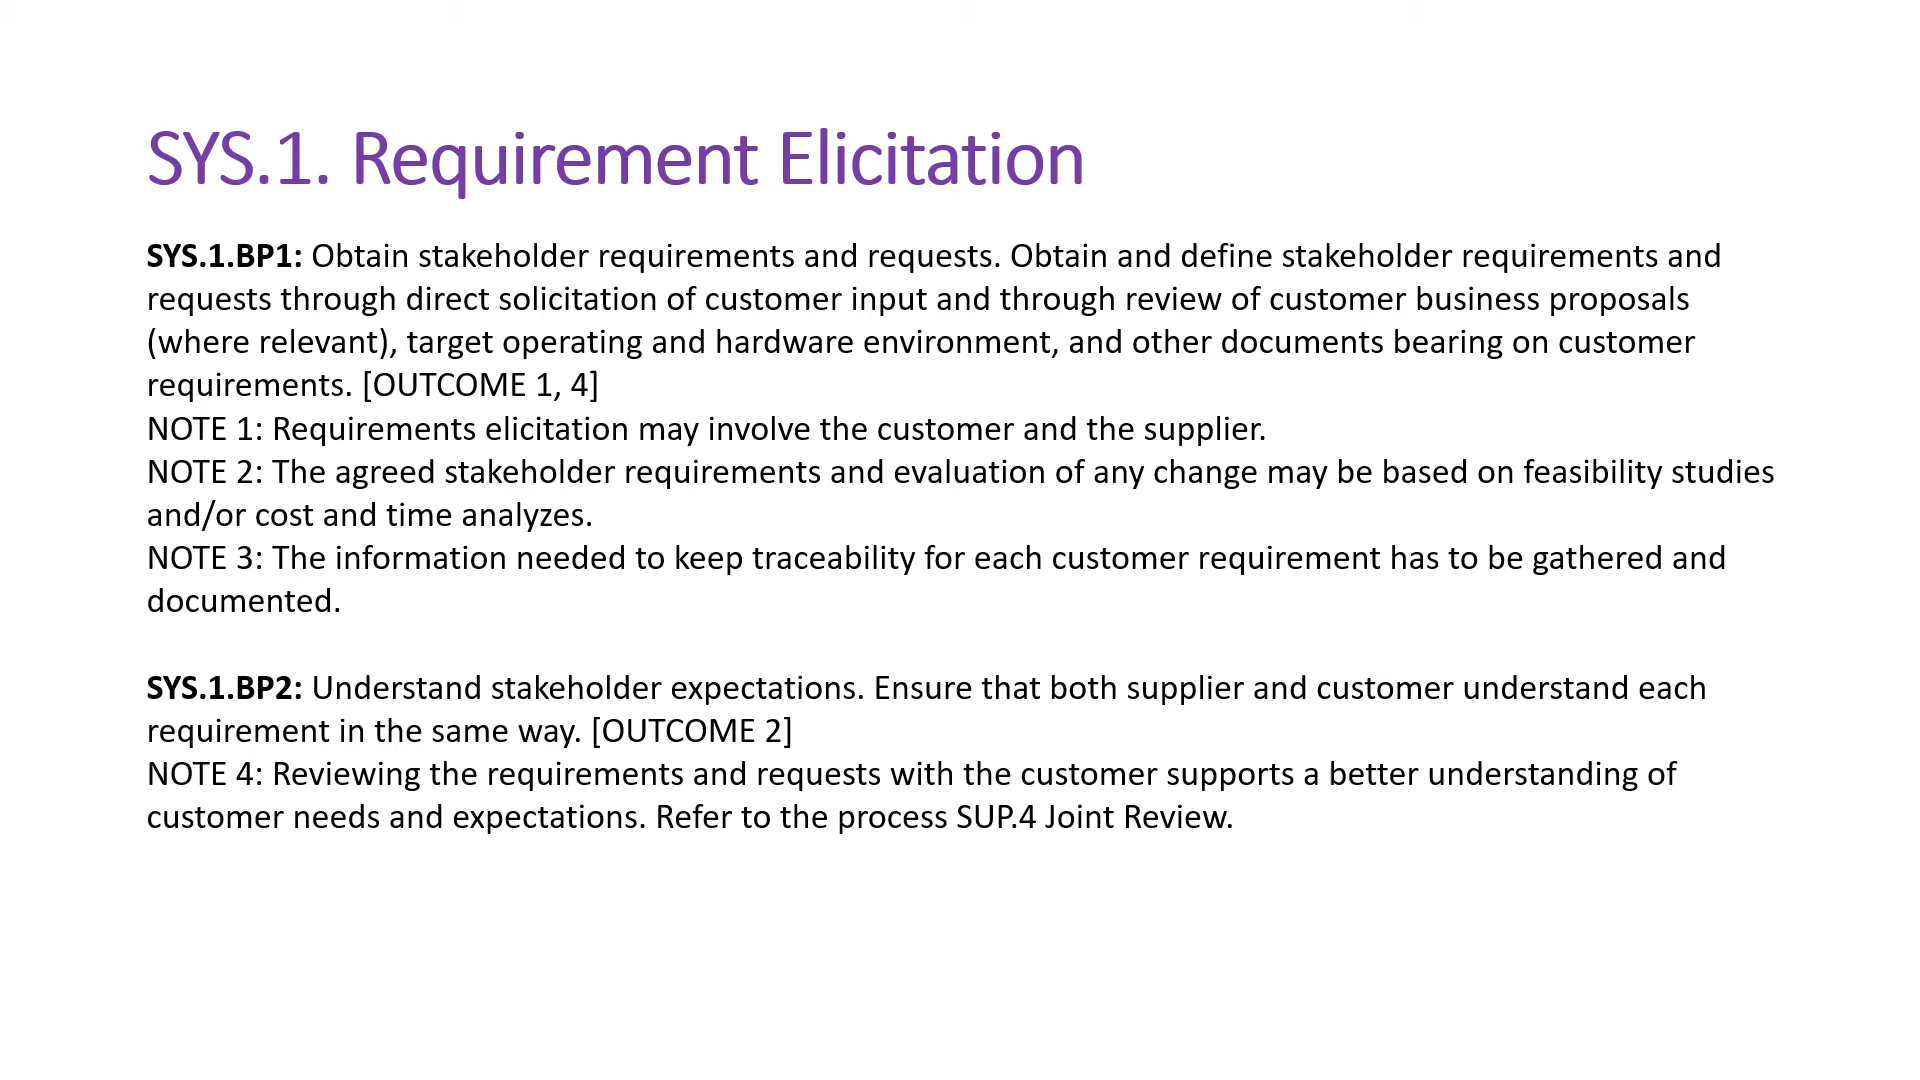 SYS.1. Requirement Elicitation
SYS.1.BP1: Obtain stakeholder requirements and requests. Obtain and define stakeholder requirements and
requests through direct solicitation of customer input and through review of customer business proposals
(where relevant), target operating and hardware environment, and other documents bearing on customer
requirements. [OUTCOME 1, 4]
NOTE 1: Requirements elicitation may involve the customer and the supplier.
NOTE 2: The agreed stakeholder requirements and evaluation of any change may be based on feasibility studies
and/or cost and time analyzes.
NOTE 3: The information needed to keep traceability for each customer requirement has to be gathered and
documented.
SYS.1.BP2: Understand stakeholder expectations. Ensure that both supplier and customer understand each
requirement in the same way. [OUTCOME 2]
NOTE 4: Reviewing the requirements and requests with the customer supports a better understanding of
customer needs and expectations. Refer to the process SUP.4 Joint Review.